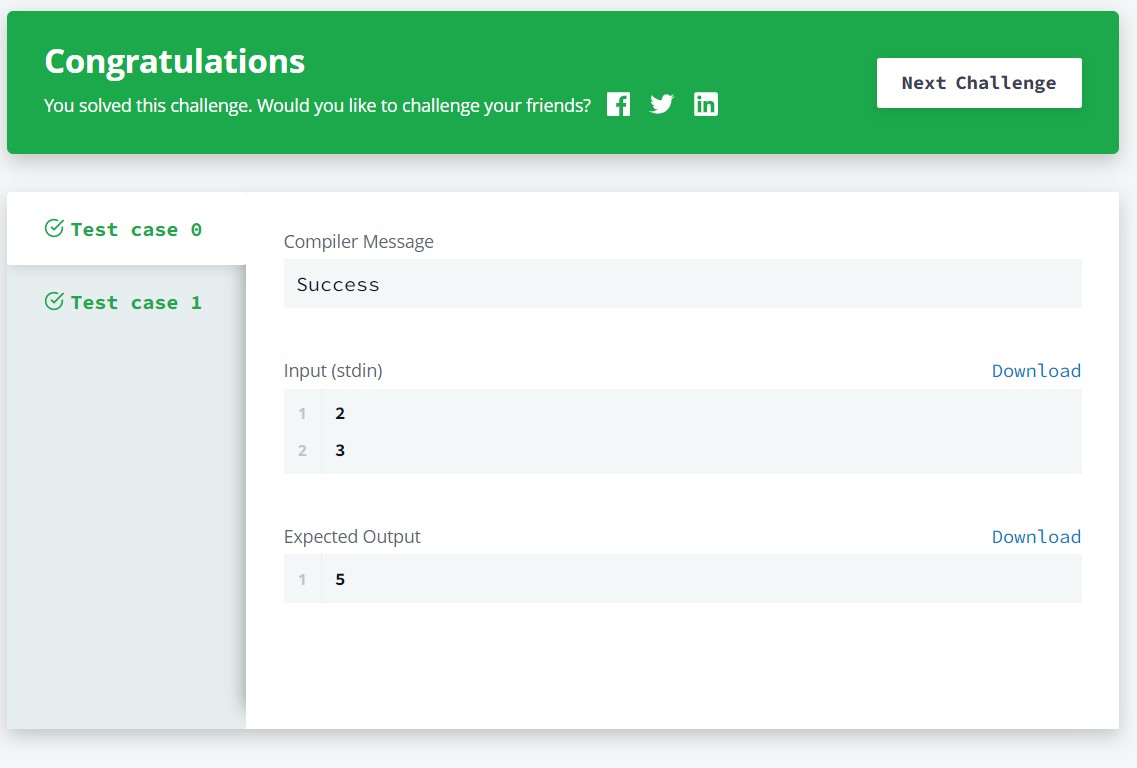 Congratulations
You solved this challenge. Would you like to challenge your friends?
Next Challenge
Test case 0
Test case 1
Compiler Message
Success
Input (stdin)
Download
1 2
2 3
Expected Output
Download
1 5